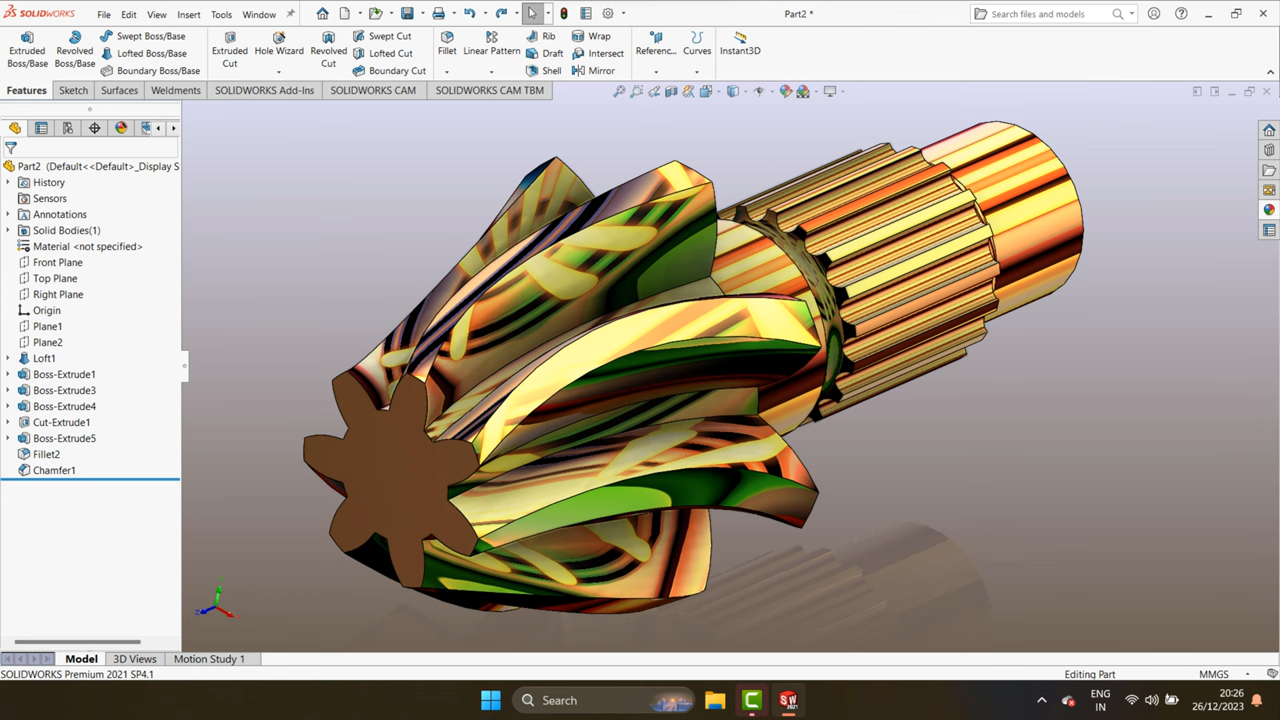 SOLIDWORKS File Edit View Insert Tools Window Part2 * Search files and models
Extruded Boss/Base Revolved Boss/Base Swept Boss/Base Extruded Cut Hole Wizard Revolved Cut Swept Cut Fillet Linear Pattern Rib Wrap Referenc... Curves Instant3D
Lofted Boss/Base Lofted Cut Draft Intersect
Boundary Boss/Base Boundary Cut Shell Mirror
Features Sketch Surfaces Weldments SOLIDWORKS Add-Ins SOLIDWORKS CAM SOLIDWORKS CAM TBM
Part2 (Default<<Default>_Display S
History
Sensors
Annotations
Solid Bodies(1)
Material <not specified>
Front Plane
Top Plane
Right Plane
Origin
Plane1
Plane2
Loft1
Boss-Extrude1
Boss-Extrude3
Boss-Extrude4
Cut-Extrude1
Boss-Extrude5
Fillet2
Chamfer1
Model 3D Views Motion Study 1
SOLIDWORKS Premium 2021 SP4.1 Editing Part MMGS
Search ENG 20:26
IN 26/12/2023